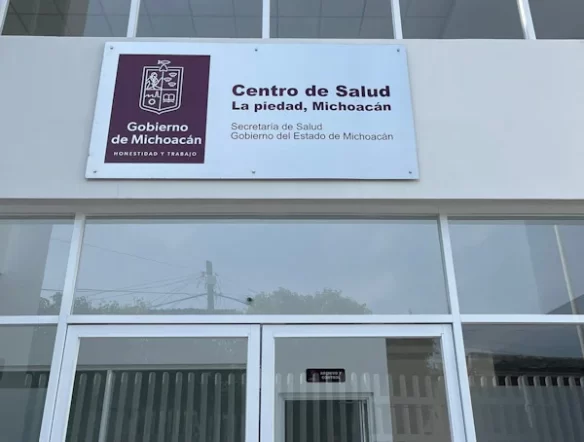 Gobierno
de Michoacán
HONESTIDAD Y TRABAJO
Centro de Salud
La piedad, Michoacán
Secretaría de Salud
Gobierno del Estado de Michoacán